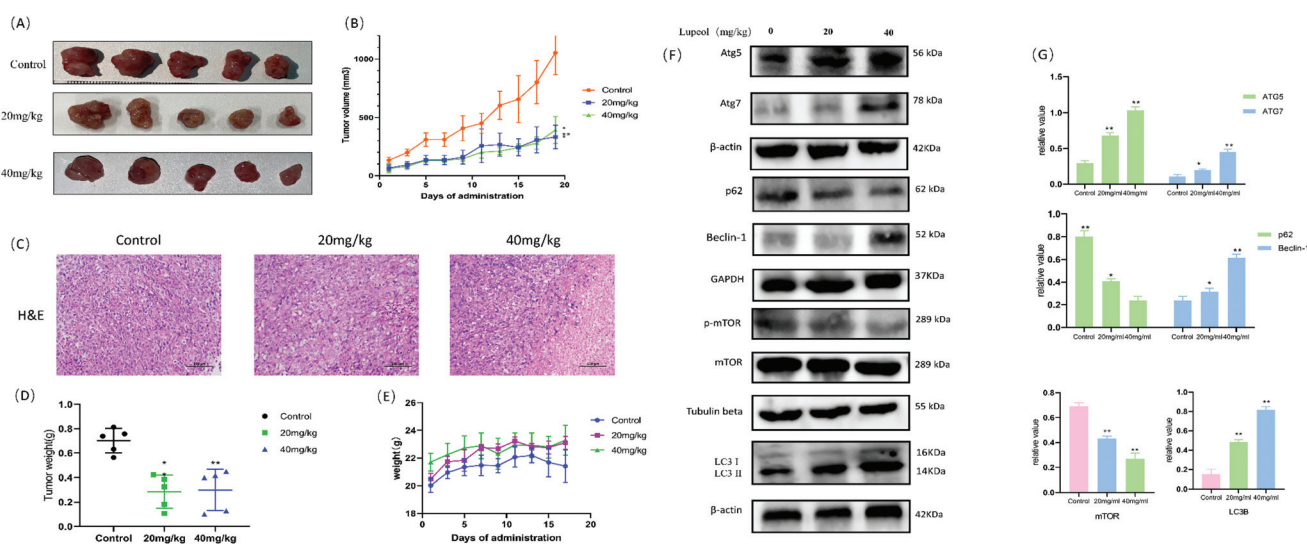 (A)
Control
20mg/kg
40mg/kg
(B)
Tumor volume (mm3)
1000
500
0
0 5 10 15 20
Days of administration
Control
20mg/kg
40mg/kg
*
**
(C)
Control 20mg/kg 40mg/kg
H&E
(D)
Tumor weight(g)
1.0
0.8
0.6
0.4
0.2
0.0
* **
*
Control 20mg/kg 40mg/kg
Control
20mg/kg
40mg/kg
(E)
weight(g)
26
24
22
20
18
0 5 10 15 20
Days of administration
Control
20mg/kg
40mg/kg
(F)
Lupeol (mg/kg) 0 20 40
Atg5 56 kDa
Atg7 78 kDa
β-actin 42KDa
p62 62 kDa
Beclin-1 52 kDa
GAPDH 37KDa
p-mTOR 289 kDa
mTOR 289 kDa
Tubulin beta 55 kDa
LC3 I 16KDa
LC3 II 14KDa
β-actin 42KDa
(G)
relative value
1.5
1.0
0.5
0.0
** ** * **
Control 20mg/ml 40mg/ml Control 20mg/ml 40mg/ml
ATG5
ATG7
relative value
1.0
0.8
0.6
0.4
0.2
0.0
** * * **
Control 20mg/ml 40mg/ml Control 20mg/ml 40mg/ml
p62
Beclin-1
relative value
0.8
0.6
0.4
0.2
0.0
** **
Control 20mg/ml 40mg/ml
mTOR
relative value
1.0
0.8
0.6
0.4
0.2
0.0
** **
Control 20mg/ml 40mg/ml
LC3B